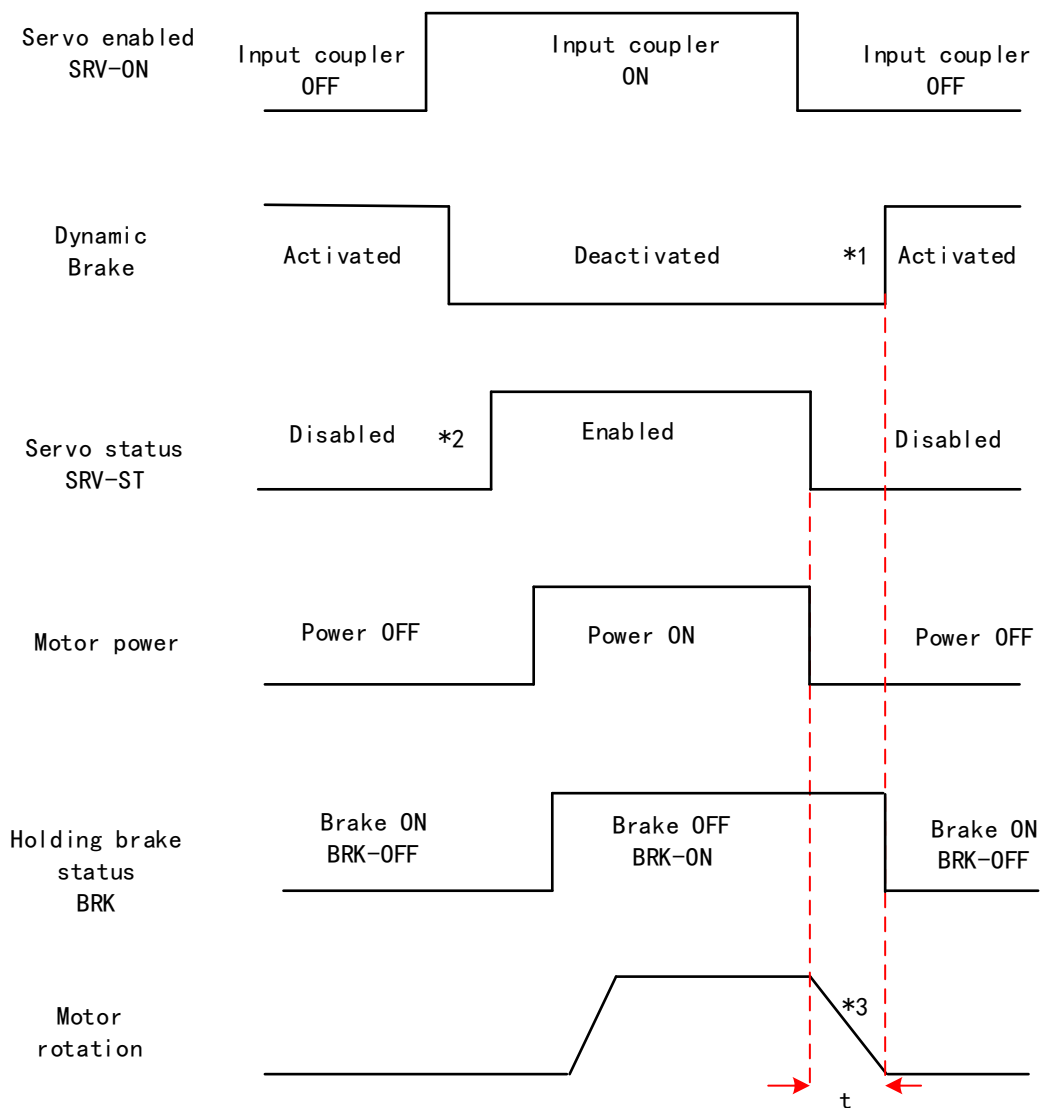 Servo enabled
SRV-ON
Input coupler
OFF
Input coupler
ON
Input coupler
OFF
Dynamic
Brake
Activated
Deactivated
*1
Activated
Servo status
SRV-ST
Disabled
*2
Enabled
Disabled
Motor power
Power OFF
Power ON
Power OFF
Holding brake
status
BRK
Brake ON
BRK-OFF
Brake OFF
BRK-ON
Brake ON
BRK-OFF
Motor
rotation
*3
t